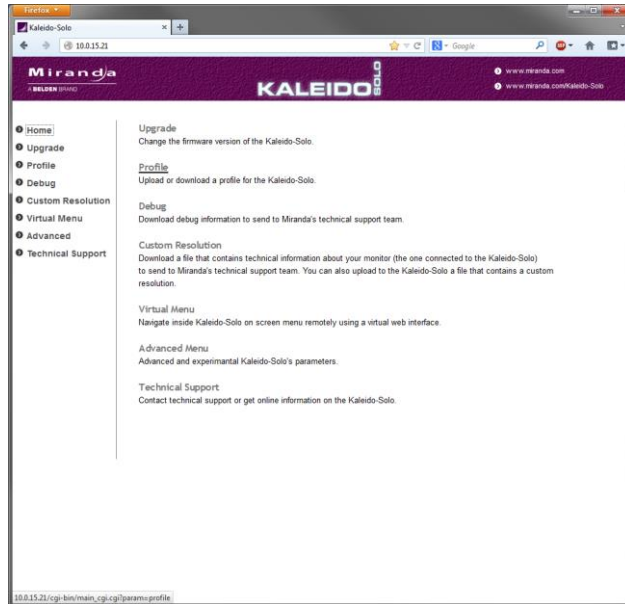 Firefox
Kaleido-Solo
10.0.15.21
Google
Miranda
A BELDEN BRAND
KALEIDO SOLO
www.miranda.com
www.miranda.com/Kaleido-Solo
Home
Upgrade
Profile
Debug
Custom Resolution
Virtual Menu
Advanced
Technical Support
Upgrade
Change the firmware version of the Kaleido-Solo.
Profile
Upload or download a profile for the Kaleido-Solo.
Debug
Download debug information to send to Miranda's technical support team.
Custom Resolution
Download a file that contains technical information about your monitor (the one connected to the Kaleido-Solo)
to send to Miranda's technical support team. You can also upload to the Kaleido-Solo a file that contains a custom
resolution.
Virtual Menu
Navigate inside Kaleido-Solo on screen menu remotely using a virtual web interface.
Advanced Menu
Advanced and experimantal Kaleido-Solo's parameters.
Technical Support
Contact technical support or get online information on the Kaleido-Solo.
10.0.15.21/cgi-bin/main_cgi.cgi?param=profile